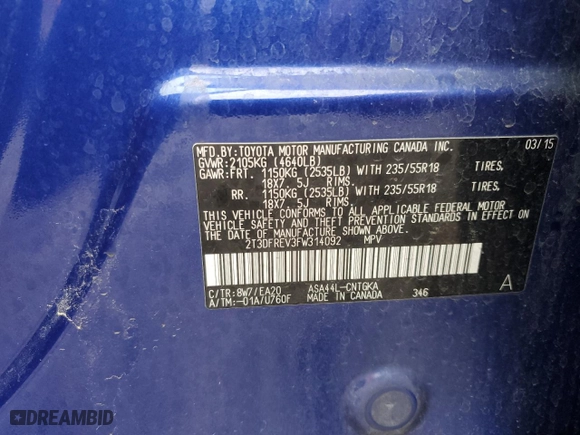 MFD.BY:TOYOTA MOTOR MANUFACTURING CANADA INC. 03/15
GVWR:2105KG (4640LB)
GAWR:FRT. 1150KG (2535LB) WITH 235/55R18 TIRES,
18X7 5J RIMS
RR. 1150KG (2535LB) WITH 235/55R18 TIRES,
18X7 5J RIMS
THIS VEHICLE CONFORMS TO ALL APPLICABLE FEDERAL MOTOR
VEHICLE SAFETY AND THEFT PREVENTION STANDARDS IN EFFECT
ON THE DATE OF MANUFACTURE SHOWN ABOVE.
2T3DFREV3FW314092 MPV
C/TR:8W7/EA20 ASA44L-CNTGKA A
A/TM:-01A/U760F MADE IN CANADA 346
DREAMBID